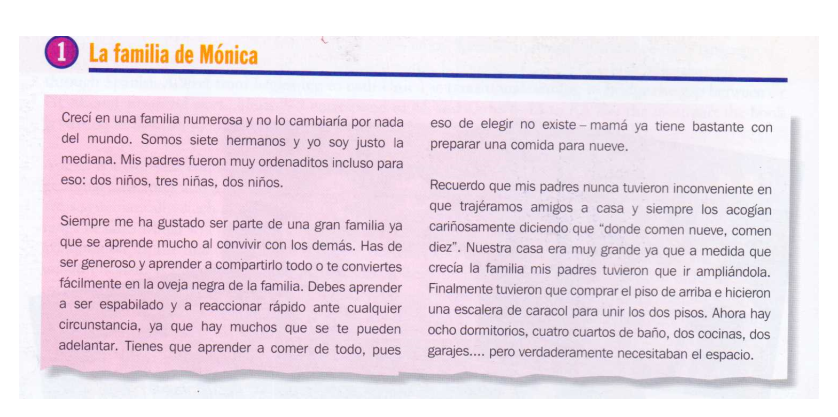 1 La familia de Mónica
Crecí en una familia numerosa y no lo cambiaría por nada
del mundo. Somos siete hermanos y yo soy justo la
mediana. Mis padres fueron muy ordenaditos incluso para
eso: dos niños, tres niñas, dos niños.
Siempre me ha gustado ser parte de una gran familia ya
que se aprende mucho al convivir con los demás. Has de
ser generoso y aprender a compartirlo todo o te conviertes
fácilmente en la oveja negra de la familia. Debes aprender
a ser espabilado y a reaccionar rápido ante cualquier
circunstancia, ya que hay muchos que se te pueden
adelantar. Tienes que aprender a comer de todo, pues
eso de elegir no existe – mamá ya tiene bastante con
preparar una comida para nueve.
Recuerdo que mis padres nunca tuvieron inconveniente en
que trajéramos amigos a casa y siempre los acogían
cariñosamente diciendo que “donde comen nueve, comen
diez”. Nuestra casa era muy grande ya que a medida que
crecía la familia mis padres tuvieron que ir ampliándola.
Finalmente tuvieron que comprar el piso de arriba e hicieron
una escalera de caracol para unir los dos pisos. Ahora hay
ocho dormitorios, cuatro cuartos de baño, dos cocinas, dos
garajes.... pero verdaderamente necesitaban el espacio.